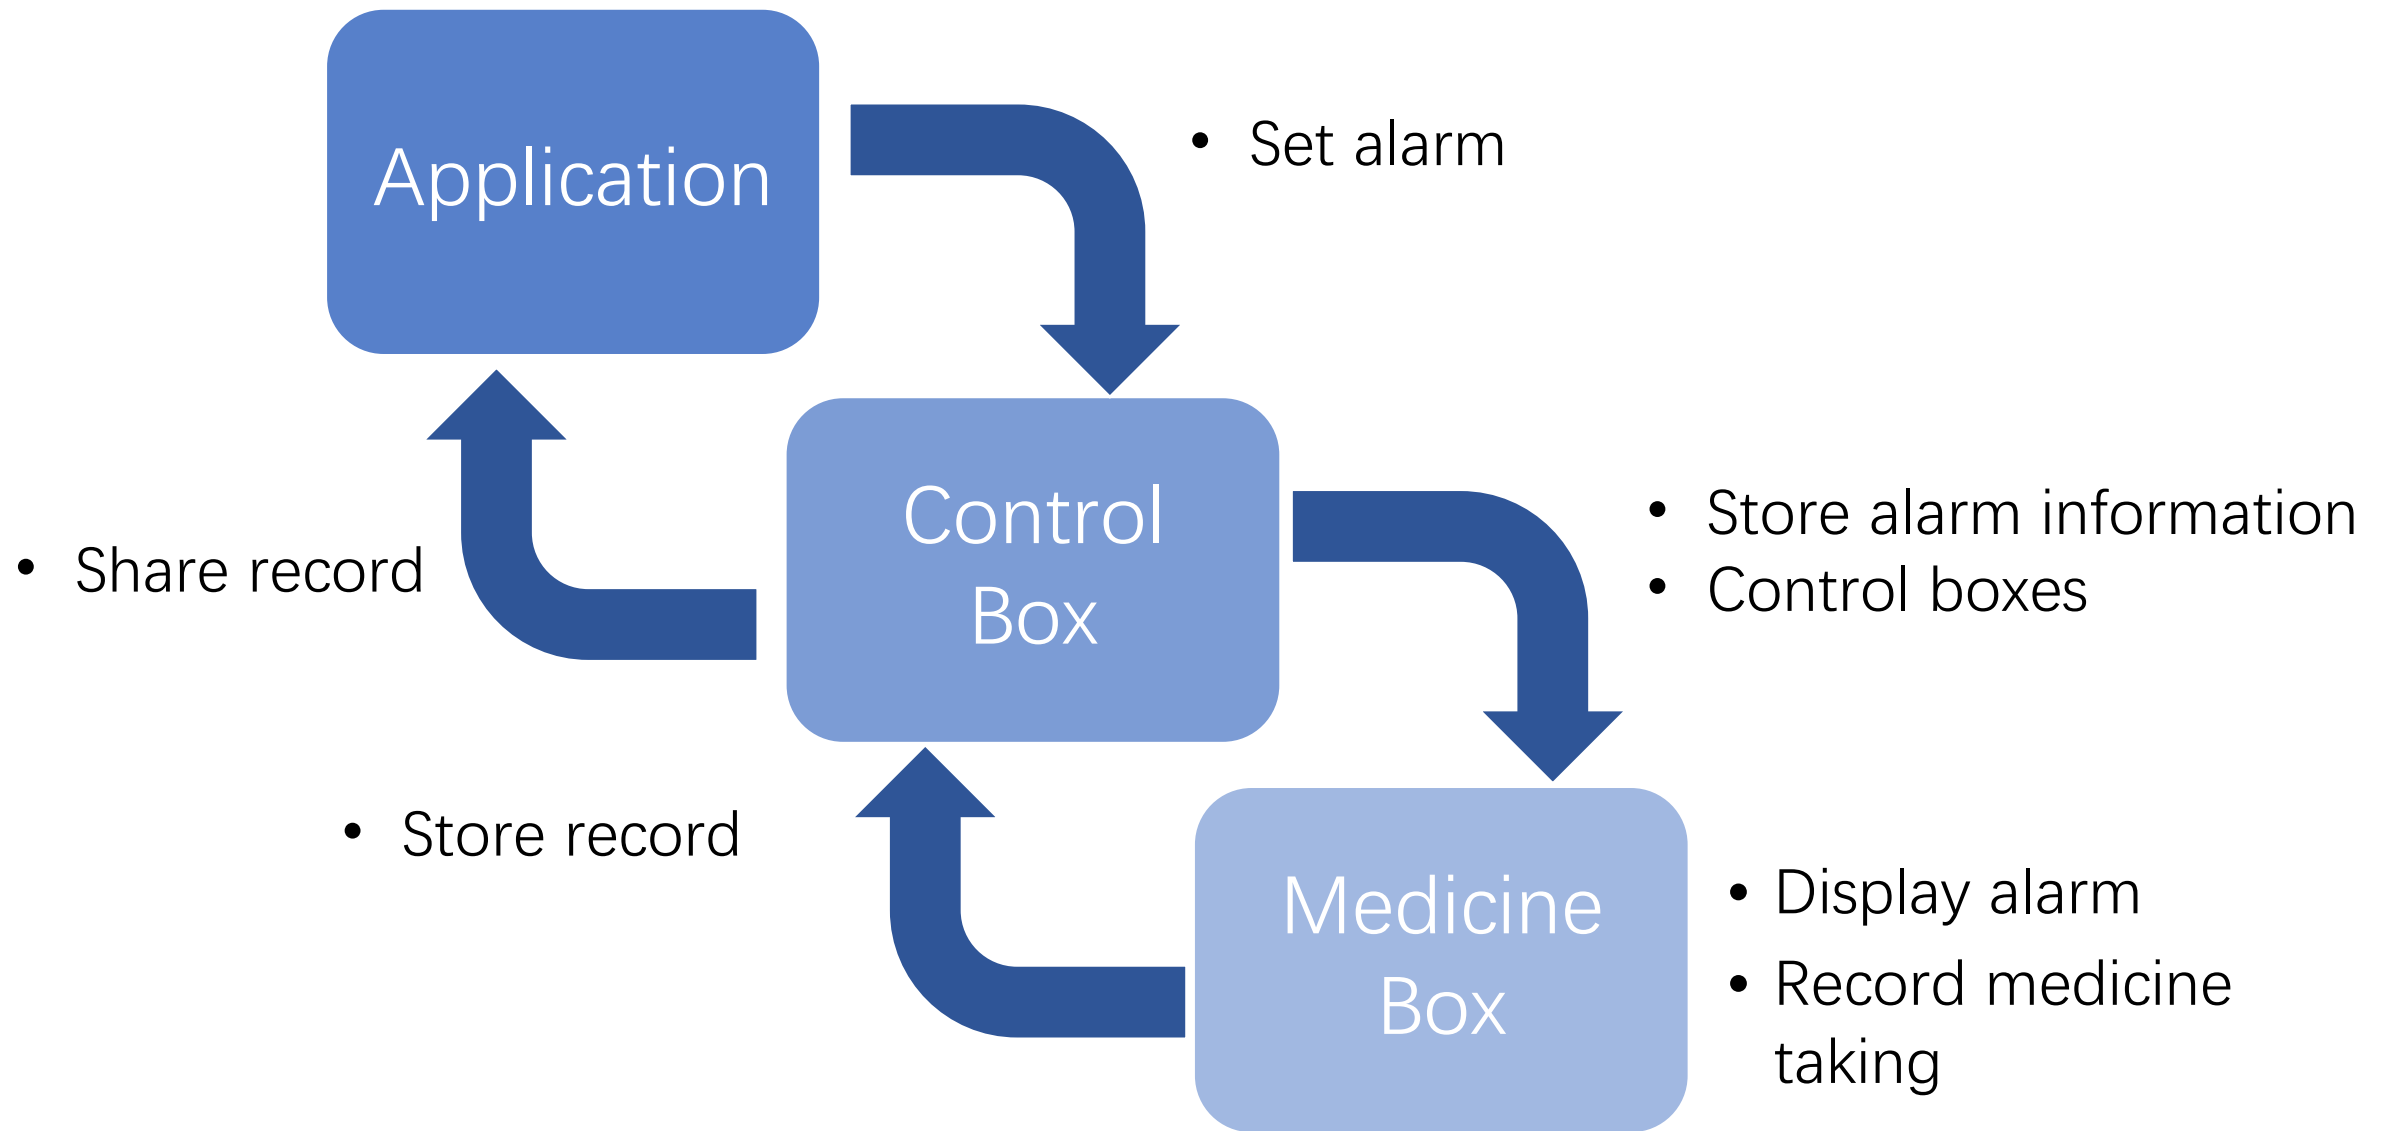 Application
• Set alarm
Control
Box
• Store alarm information
• Control boxes
• Share record
• Store record
Medicine
Box
• Display alarm
• Record medicine
taking